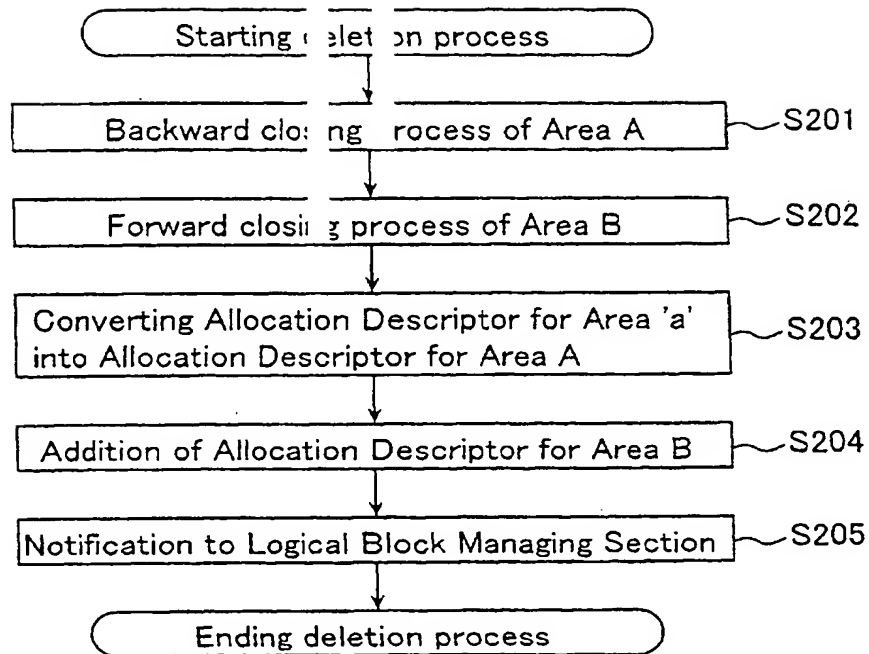 Starting deletion process
Backward closing process of Area A
S201
Forward closing process of Area B
S202
Converting Allocation Descriptor for Area 'a'
into Allocation Descriptor for Area A
S203
Addition of Allocation Descriptor for Area B
S204
Notification to Logical Block Managing Section
S205
Ending deletion process